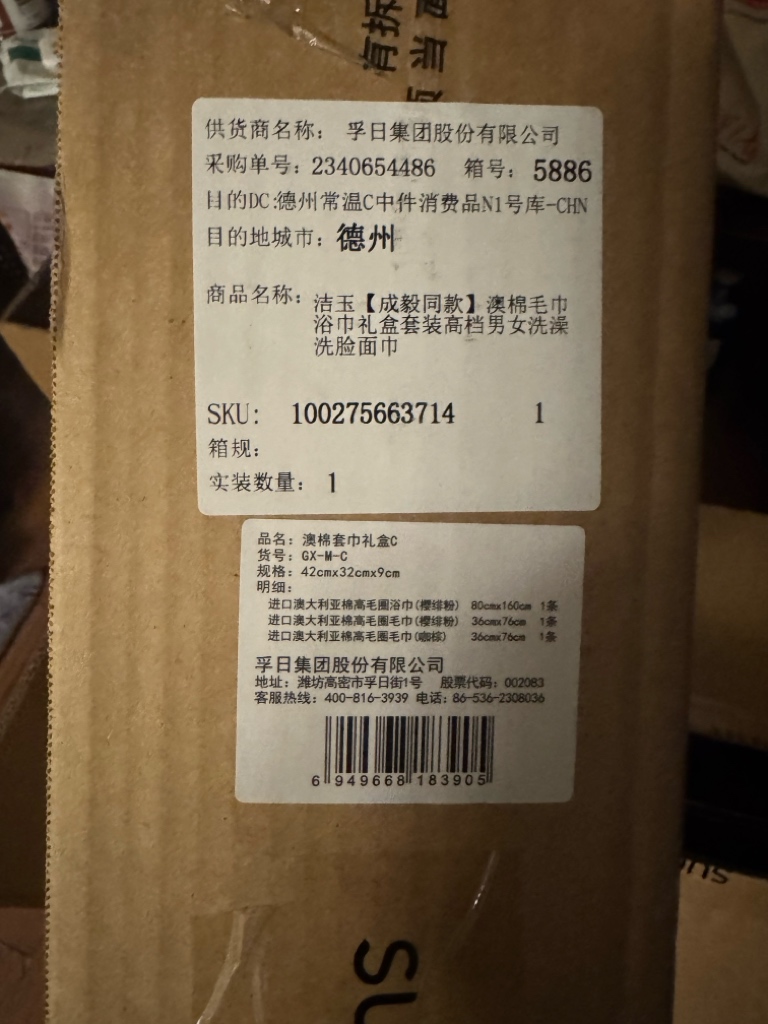 有拆
当面
供货商名称： 孚日集团股份有限公司
采购单号：2340654486 箱号：5886
目的DC:德州常温C中件消费品N1号库-CHN
目的地城市：德州
商品名称：洁玉【成毅同款】澳棉毛巾
浴巾礼盒套装高档男女洗澡
洗脸面巾
SKU: 100275663714 1
箱规：
实装数量： 1
品名：澳棉套巾礼盒C
货号：GX-M-C
规格：42cmx32cmx9cm
明细：
进口澳大利亚棉高毛圈浴巾(樱绯粉) 80cmx160cm 1条
进口澳大利亚棉高毛圈毛巾(樱绯粉) 36cmx76cm 1条
进口澳大利亚棉高毛圈毛巾(咖棕) 36cmx76cm 1条
孚日集团股份有限公司
地址：潍坊高密市孚日街1号 股票代码：002083
客服热线：400-816-3939 电话：86-536-2308036
6 949668 183905
SU